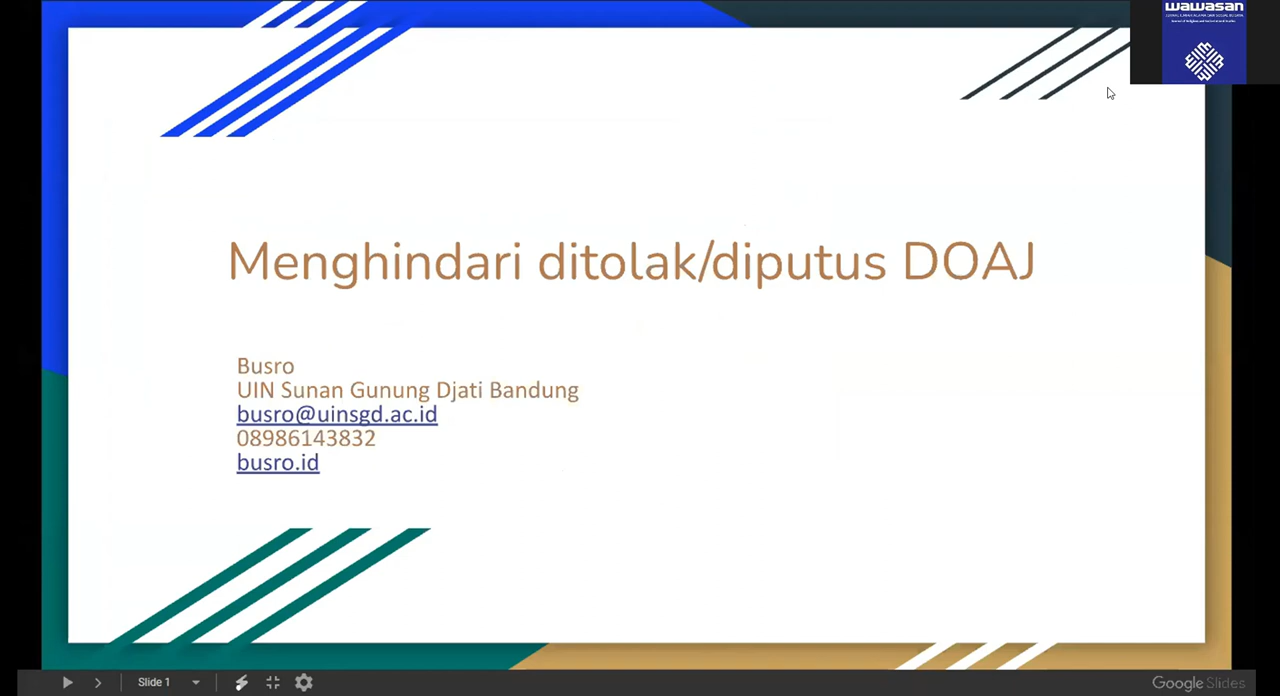 wawasan
Menghindari ditolak/diputus DOAJ
Busro
UIN Sunan Gunung Djati Bandung
busro@uinsgd.ac.id
08986143832
busro.id
Slide 1
Google Slides